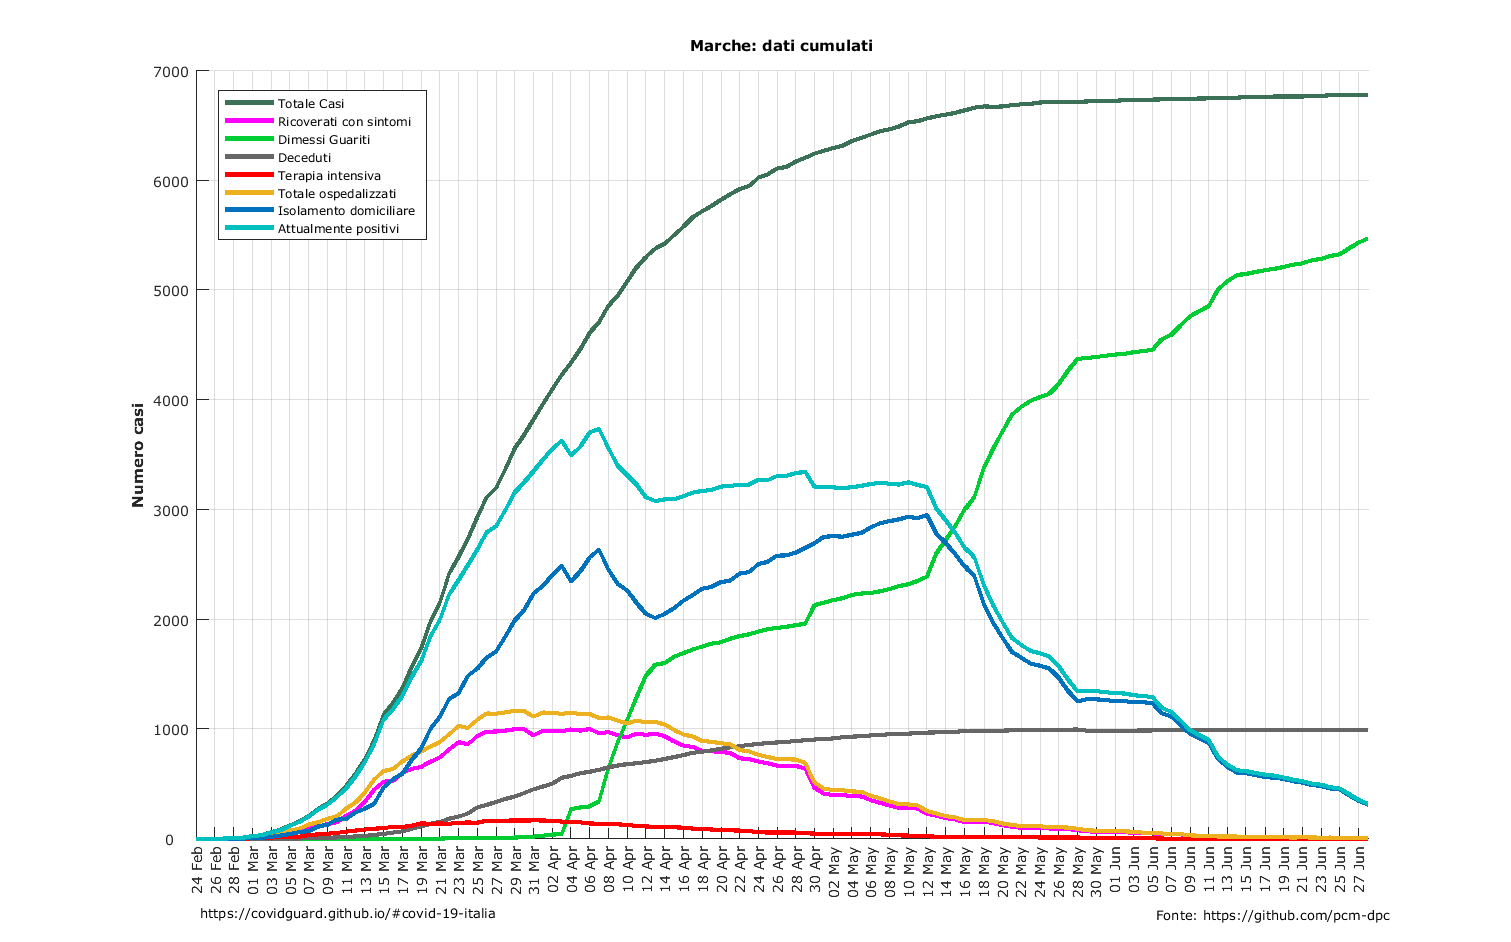 Marche: dati cumulati
Numero casi
7000
6000
5000
4000
3000
2000
1000
0
Totale Casi
Ricoverati con sintomi
Dimessi Guariti
Deceduti
Terapia intensiva
Totale ospedalizzati
Isolamento domiciliare
Attualmente positivi
24 Feb
26 Feb
28 Feb
01 Mar
03 Mar
05 Mar
07 Mar
09 Mar
11 Mar
13 Mar
15 Mar
17 Mar
19 Mar
21 Mar
23 Mar
25 Mar
27 Mar
29 Mar
31 Mar
02 Apr
04 Apr
06 Apr
08 Apr
10 Apr
12 Apr
14 Apr
16 Apr
18 Apr
20 Apr
22 Apr
24 Apr
26 Apr
28 Apr
30 Apr
02 May
04 May
06 May
08 May
10 May
12 May
14 May
16 May
18 May
20 May
22 May
24 May
26 May
28 May
30 May
01 Jun
03 Jun
05 Jun
07 Jun
09 Jun
11 Jun
13 Jun
15 Jun
17 Jun
19 Jun
21 Jun
23 Jun
25 Jun
27 Jun
https://covidguard.github.io/#covid-19-italia
Fonte: https://github.com/pcm-dpc